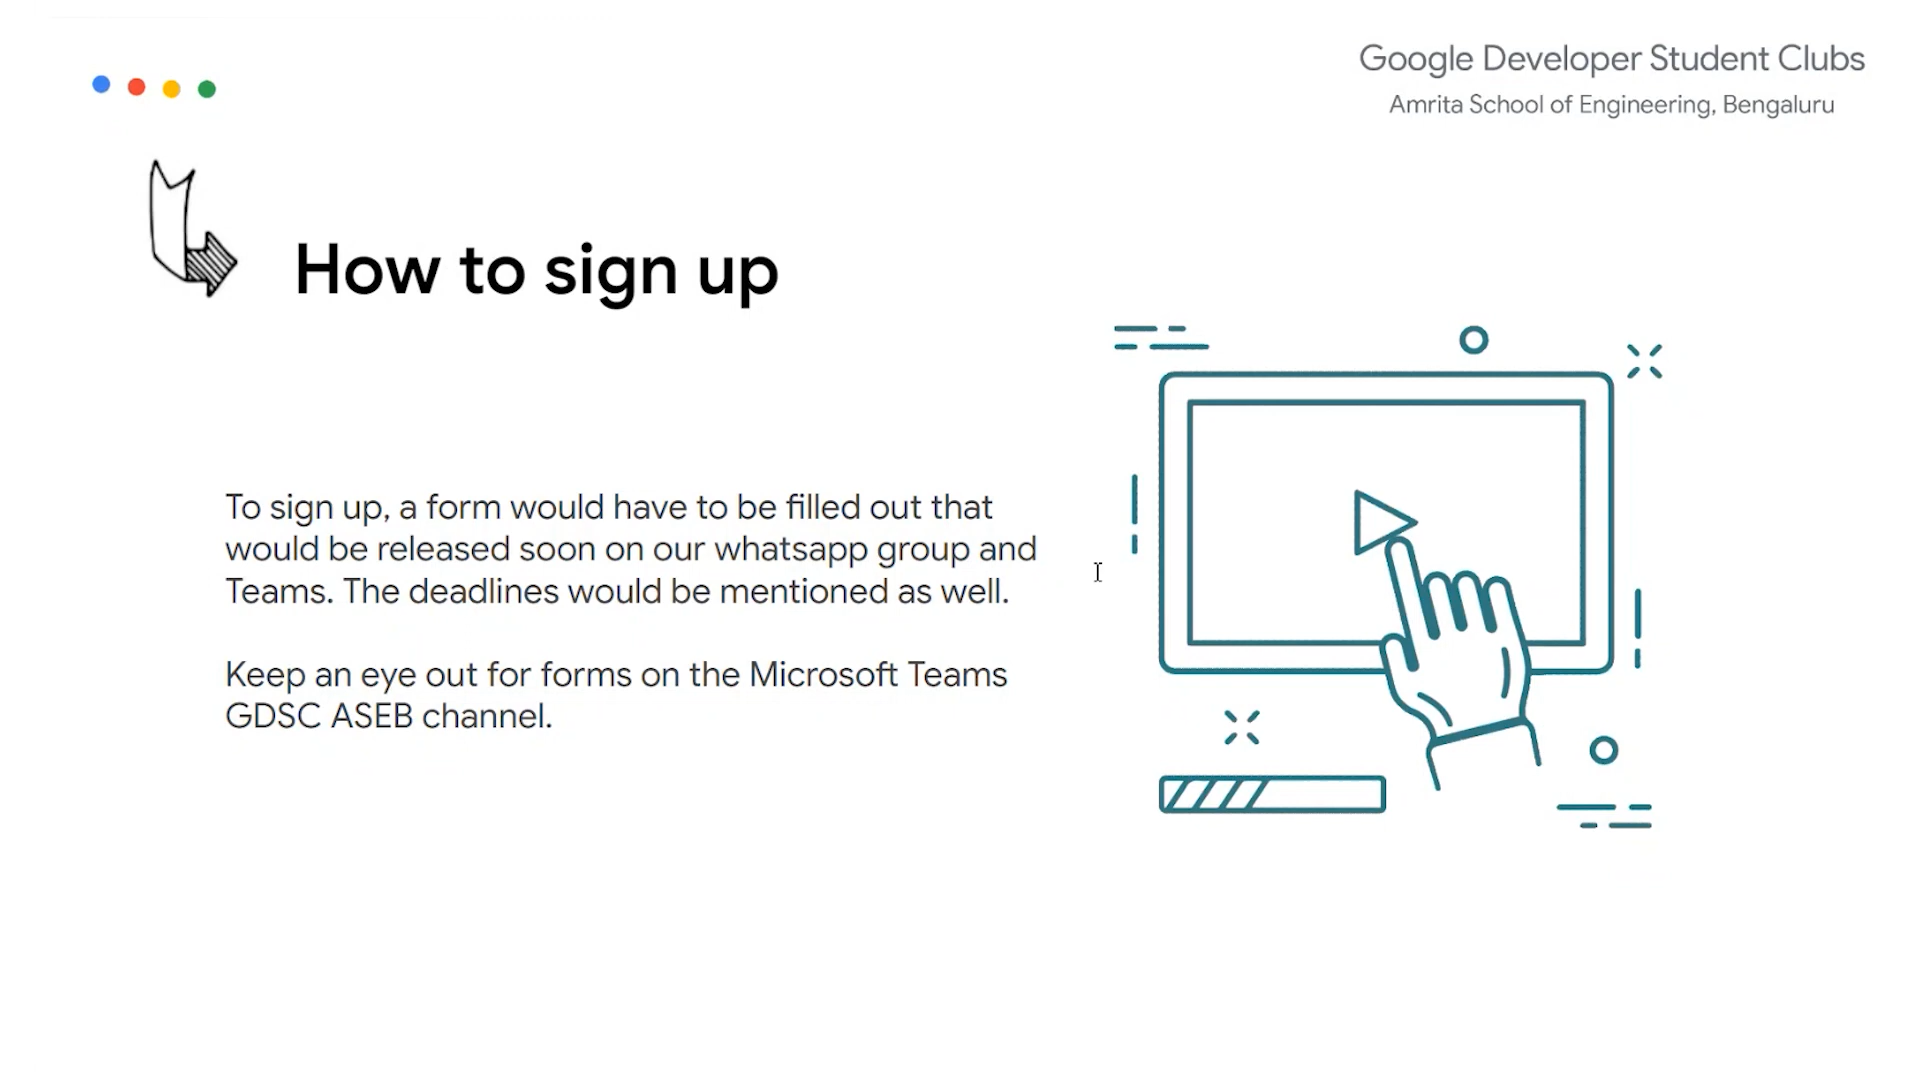 Google Developer Student Clubs
Amrita School of Engineering, Bengaluru
How to sign up
To sign up, a form would have to be filled out that
would be released soon on our whatsapp group and
Teams. The deadlines would be mentioned as well.
Keep an eye out for forms on the Microsoft Teams
GDSC ASEB channel.